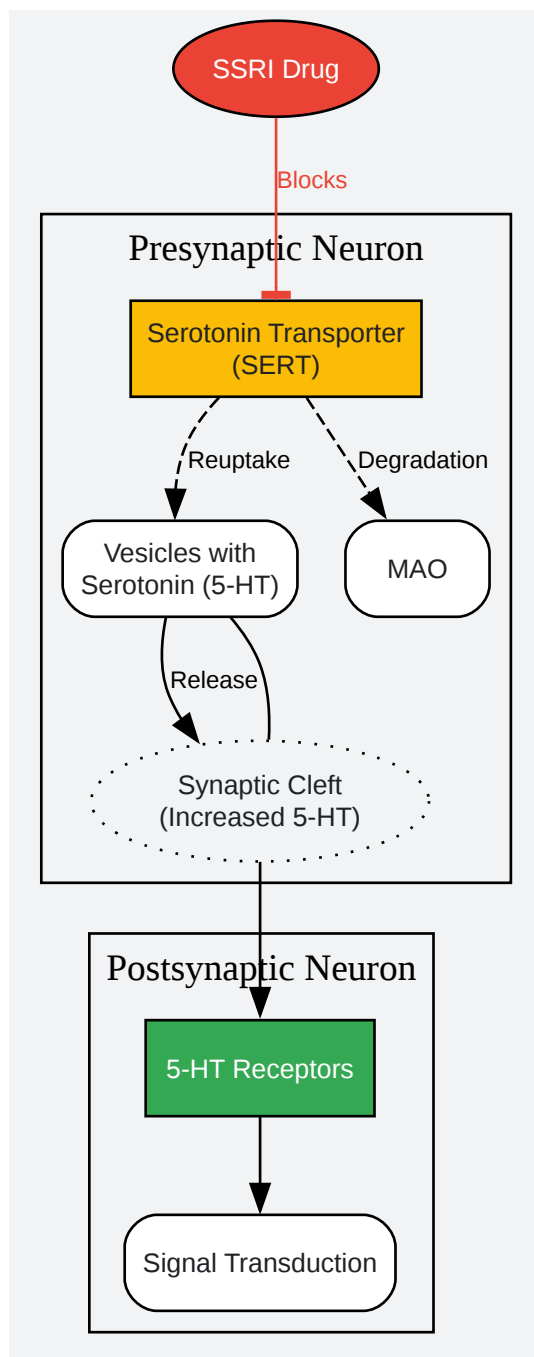 SSRI Drug
Blocks
Presynaptic Neuron
Serotonin Transporter
(SERT)
Reuptake
Degradation
Vesicles with
Serotonin (5-HT)
MAO
Release
Synaptic Cleft
(Increased 5-HT)
Postsynaptic Neuron
5-HT Receptors
Signal Transduction